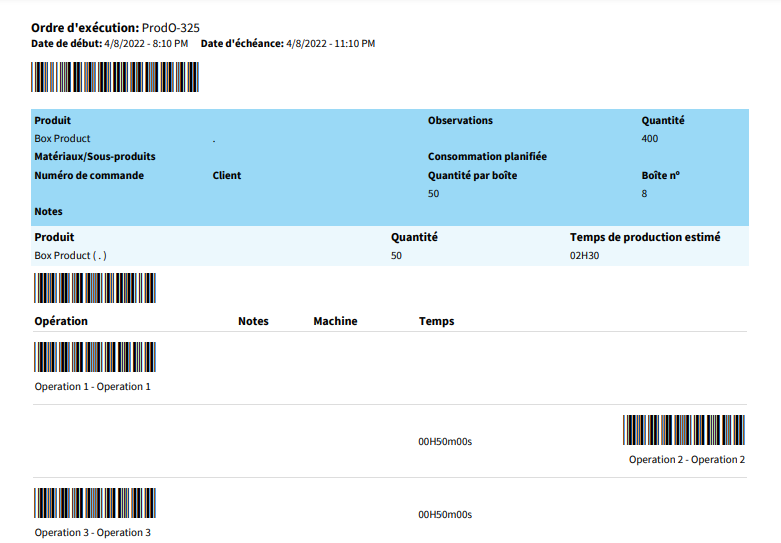 Ordre d'exécution: ProdO-325
Date de début: 4/8/2022 - 8:10 PM Date d'échéance: 4/8/2022 - 11:10 PM
Produit Observations Quantité
Box Product . 400
Matériaux/Sous-produits Consommation planifiée
Numéro de commande Client Quantité par boîte Boîte nº
50 8
Notes
Produit Quantité Temps de production estimé
Box Product ( . ) 50 02H30
Opération Notes Machine Temps
Operation 1 - Operation 1
00H50m00s
Operation 2 - Operation 2
00H50m00s
Operation 3 - Operation 3